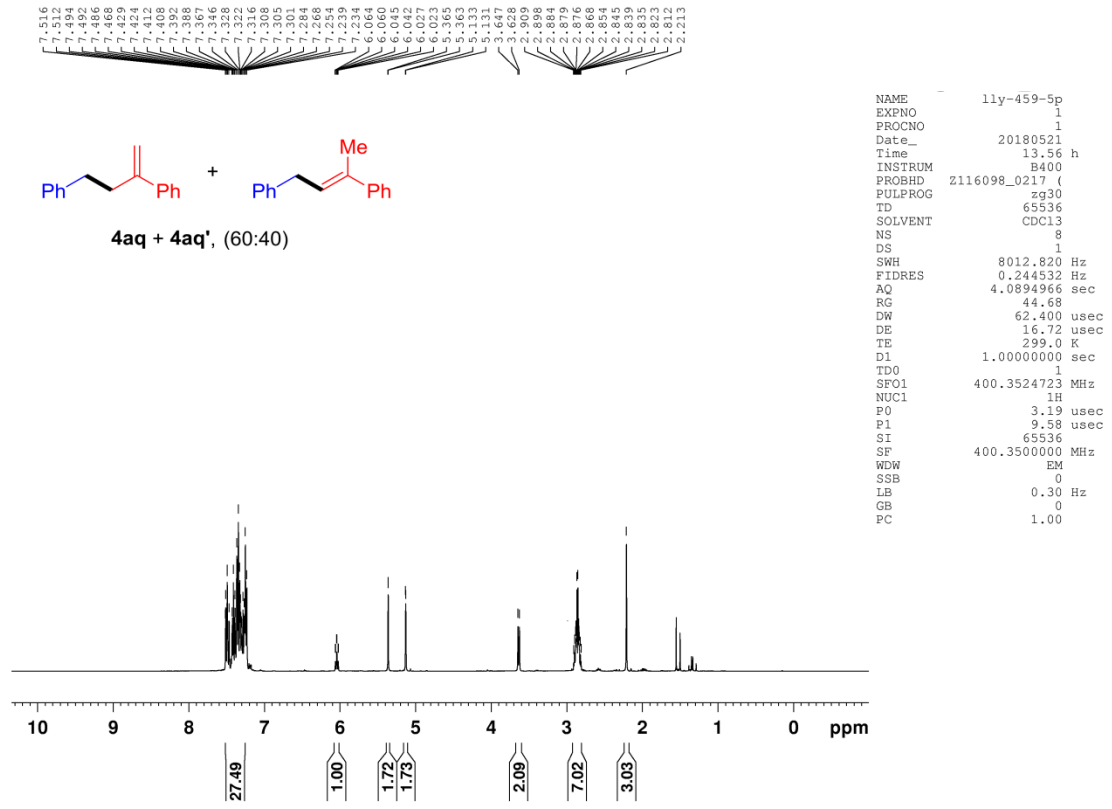 7.516
7.512
7.494
7.492
7.486
7.468
7.429
7.424
7.412
7.408
7.392
7.388
7.367
7.346
7.328
7.322
7.316
7.308
7.305
7.301
7.284
7.268
7.254
7.239
7.234
6.064
6.060
6.045
6.042
6.027
6.023
5.365
5.363
5.133
5.131
3.647
3.628
2.909
2.898
2.884
2.879
2.876
2.868
2.854
2.845
2.839
2.835
2.823
2.812
2.213
NAME lly-459-5p
EXPNO 1
PROCNO 1
Date_ 20180521
Time 13.56 h
INSTRUM B400
PROBHD Z116098_0217 (
PULPROG zg30
TD 65536
SOLVENT CDCl3
NS 8
DS 1
SWH 8012.820 Hz
FIDRES 0.244532 Hz
AQ 4.0894966 sec
RG 44.68
DW 62.400 usec
DE 16.72 usec
TE 299.0 K
D1 1.00000000 sec
TD0 1
SFO1 400.3524723 MHz
NUC1 1H
P0 3.19 usec
P1 9.58 usec
SI 65536
SF 400.3500000 MHz
WDW EM
SSB 0
LB 0.30 Hz
GB 0
PC 1.00
Me
Ph Ph + Ph Ph
4aq + 4aq', (60:40)
10 9 8 7 6 5 4 3 2 1 0 ppm
27.49 1.00 1.72 1.73 2.09 7.02 3.03